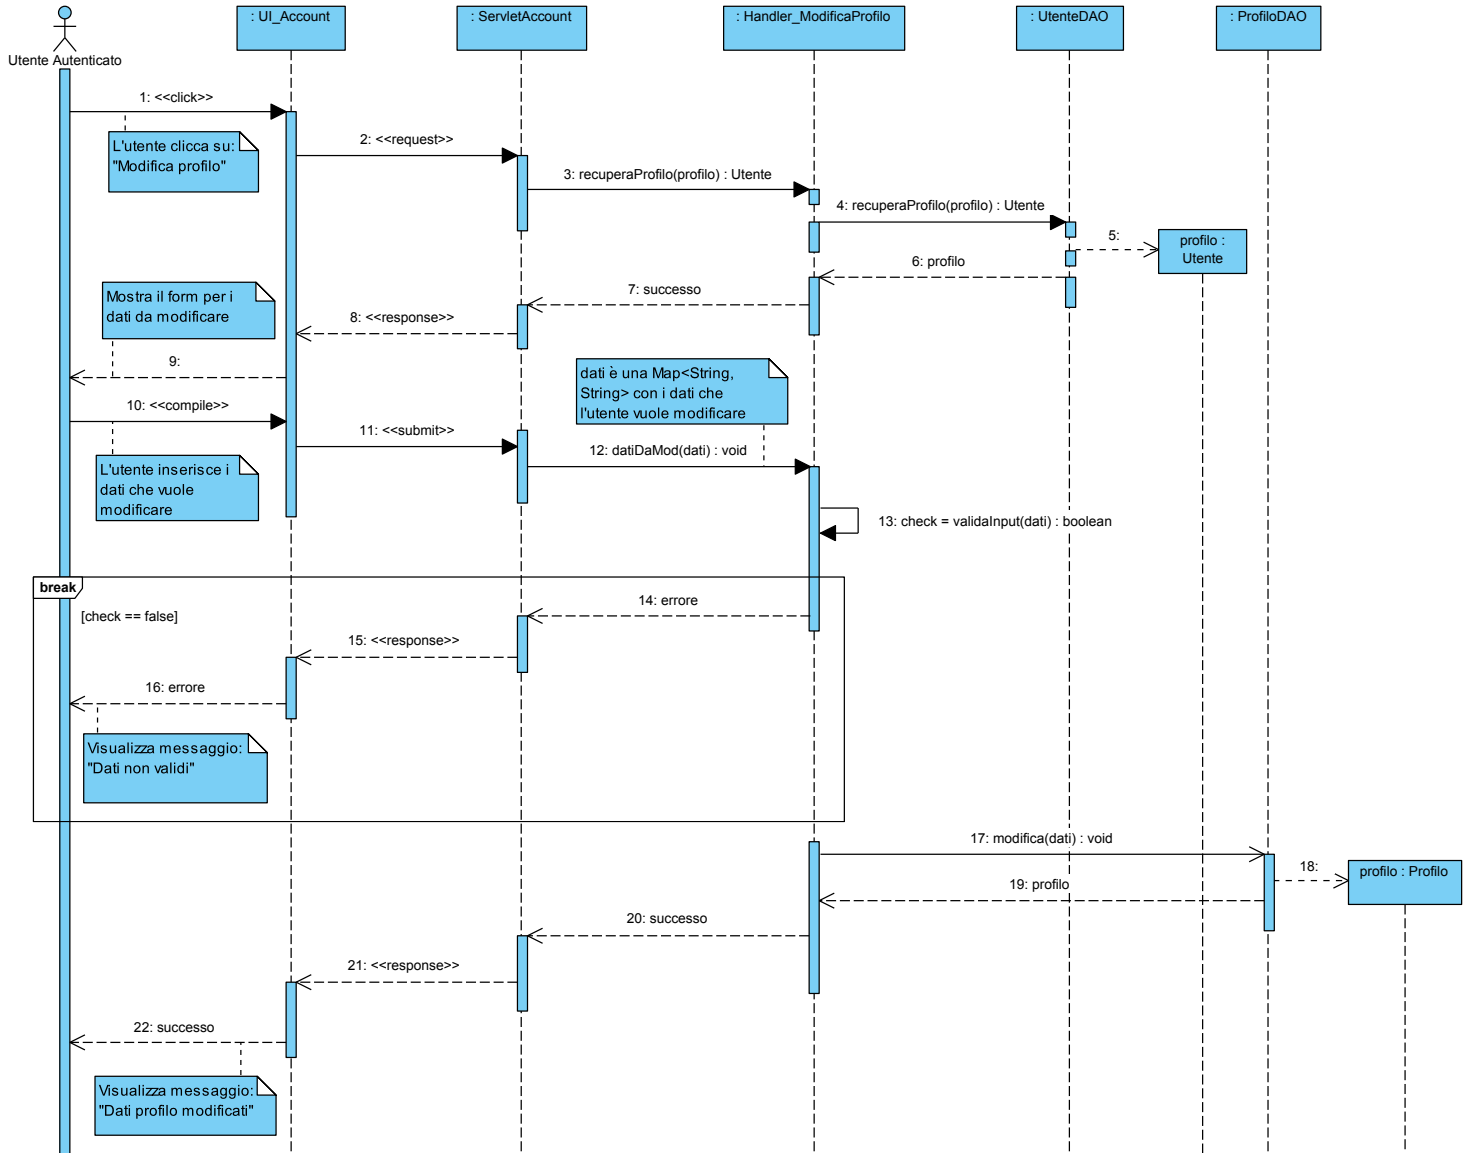 : UI_Account
: ServletAccount
: Handler_ModificaProfilo
: UtenteDAO
: ProfiloDAO
Utente Autenticato
1: <<click>>
L'utente clicca su:
"Modifica profilo"
2: <<request>>
3: recuperaProfilo(profilo) : Utente
4: recuperaProfilo(profilo) : Utente
5:
profilo :
Utente
6: profilo
7: successo
Mostra il form per i
dati da modificare
8: <<response>>
9:
dati è una Map<String,
String> con i dati che
l'utente vuole modificare
10: <<compile>>
11: <<submit>>
12: datiDaMod(dati) : void
L'utente inserisce i
dati che vuole
modificare
13: check = validaInput(dati) : boolean
break
[check == false]
14: errore
15: <<response>>
16: errore
Visualizza messaggio:
"Dati non validi"
17: modifica(dati) : void
18:
profilo : Profilo
19: profilo
20: successo
21: <<response>>
22: successo
Visualizza messaggio:
"Dati profilo modificati"